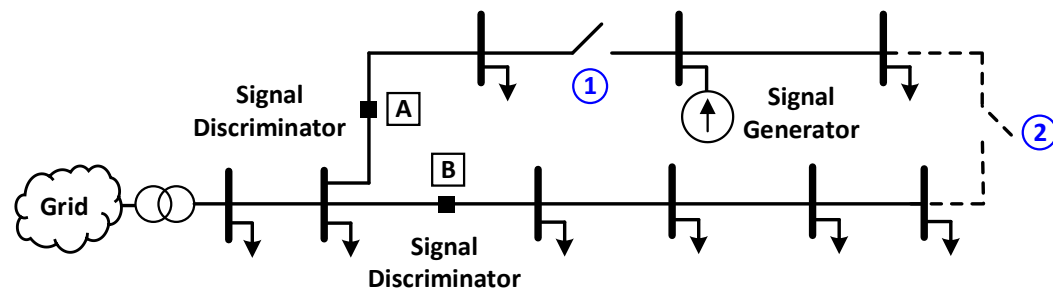 1
Signal
Discriminator
A
Signal
Generator
2
B
Grid
Signal
Discriminator